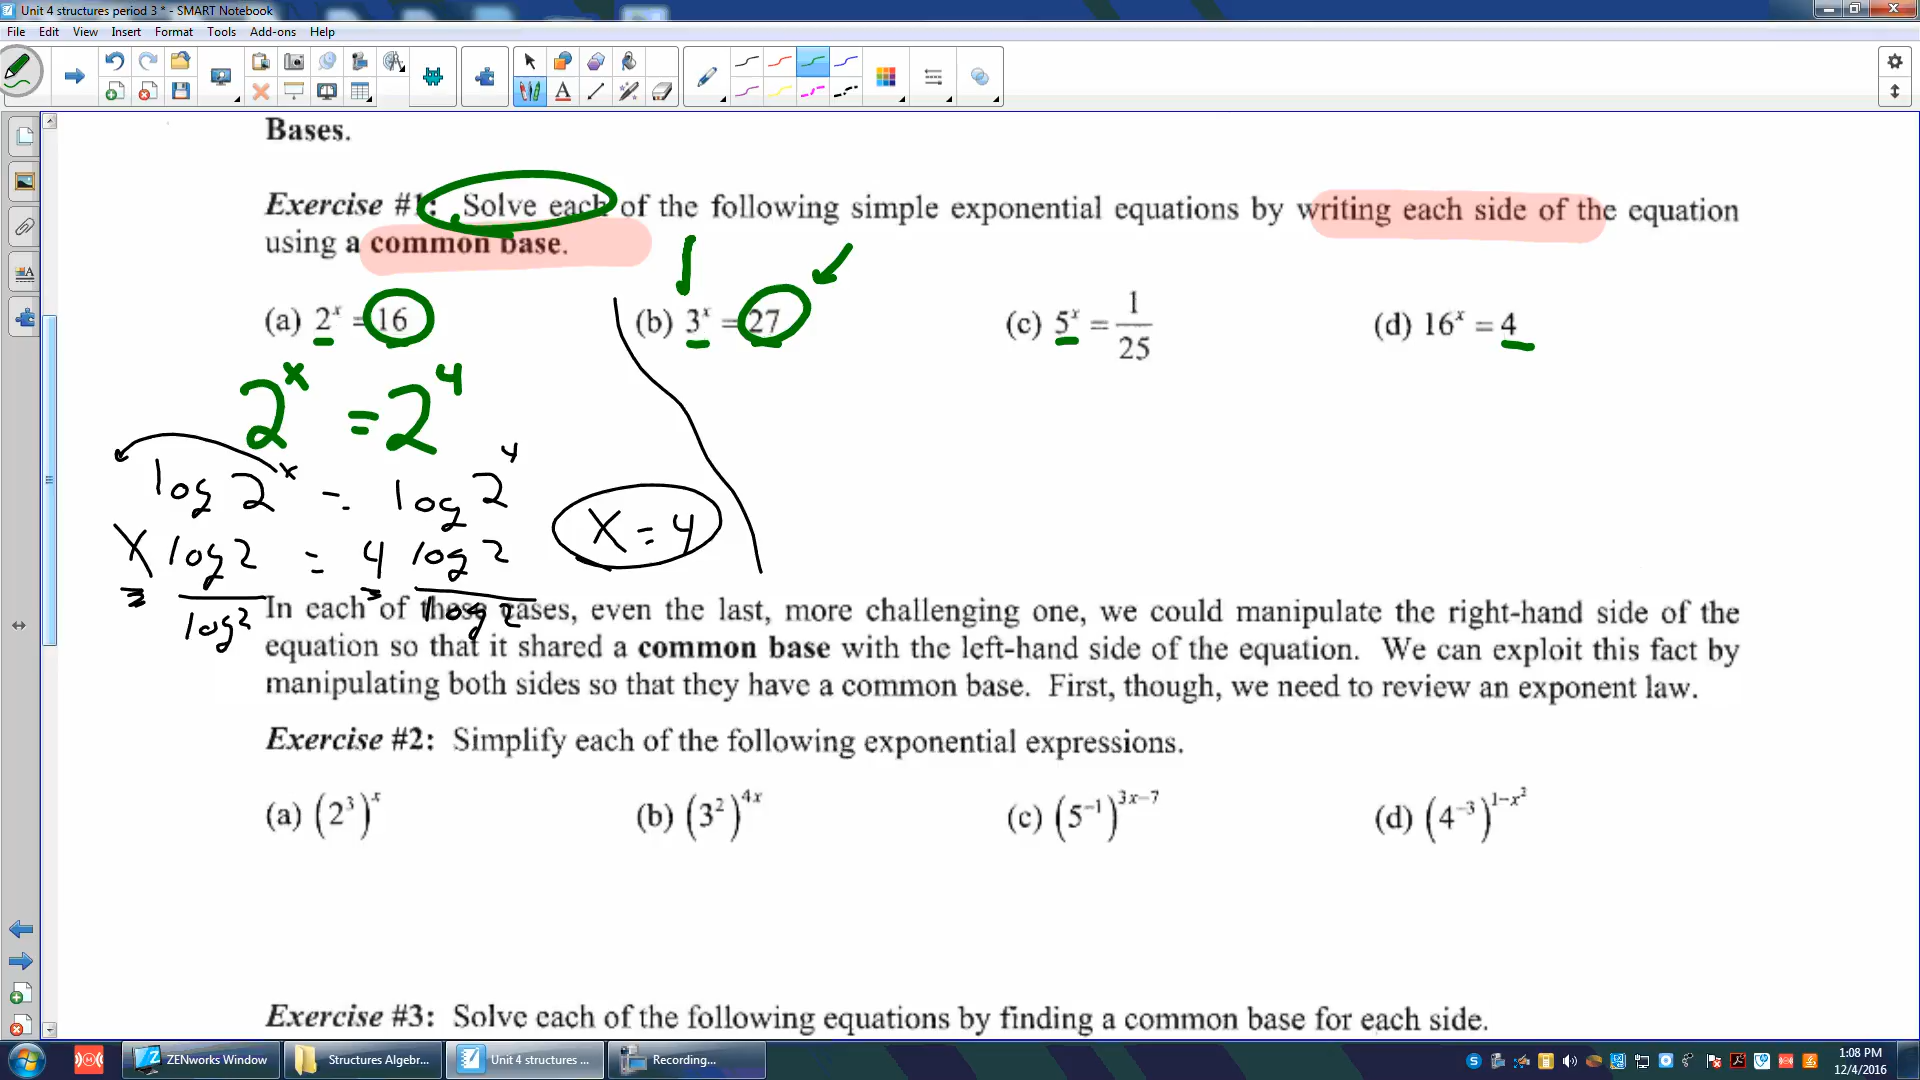 Unit 4 structures period 3 * - SMART Notebook
File Edit View Insert Format Tools Add-ons Help
Bases.
Exercise #1: Solve each of the following simple exponential equations by writing each side of the equation
using a common base.
(a) 2^x = 16 (b) 3^x = 27 (c) 5^x = 1/25 (d) 16^x = 4
2^x = 2^4
log 2^x = log 2^4
x log 2 = 4 log 2
log 2 log 2
x = 4
In each of these cases, even the last, more challenging one, we could manipulate the right-hand side of the
equation so that it shared a common base with the left-hand side of the equation. We can exploit this fact by
manipulating both sides so that they have a common base. First, though, we need to review an exponent law.
Exercise #2: Simplify each of the following exponential expressions.
(a) (2^3)^x (b) (3^2)^4x (c) (5^-1)^3x-7 (d) (4^-3)^1-x^2
Exercise #3: Solve each of the following equations by finding a common base for each side.
ZENworks Window Structures Algebr... Unit 4 structures ... Recording...
1:08 PM
12/4/2016